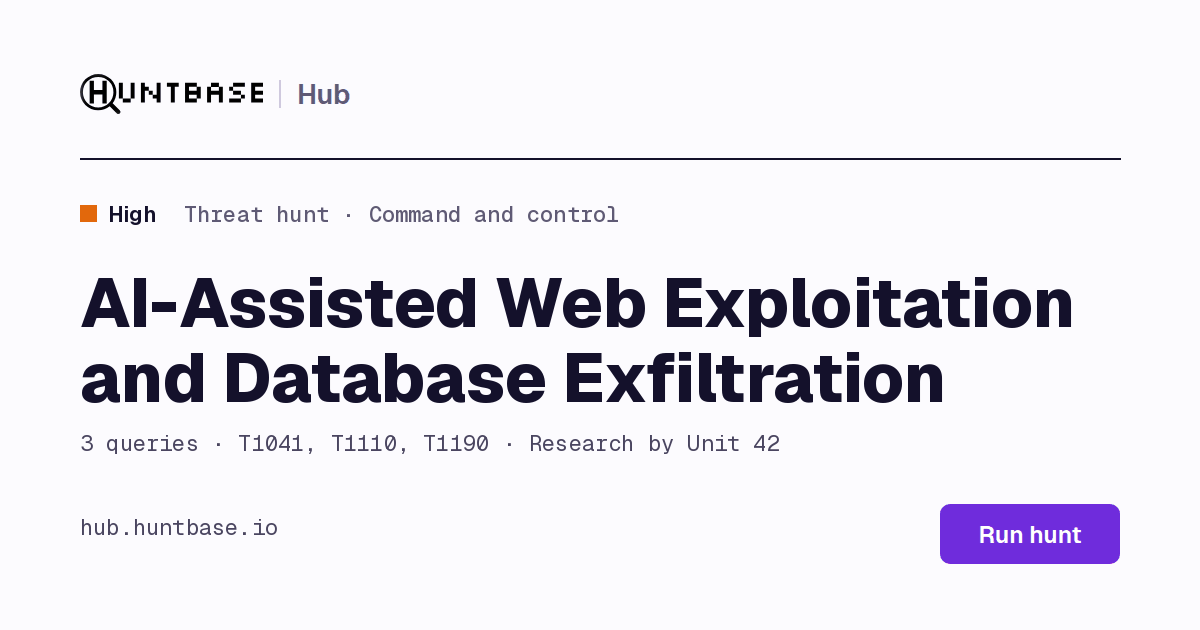 HUNTBASE Hub
High Threat hunt · Command and control
AI-Assisted Web Exploitation
and Database Exfiltration
3 queries · T1041, T1110, T1190 · Research by Unit 42
hub.huntbase.io
Run hunt